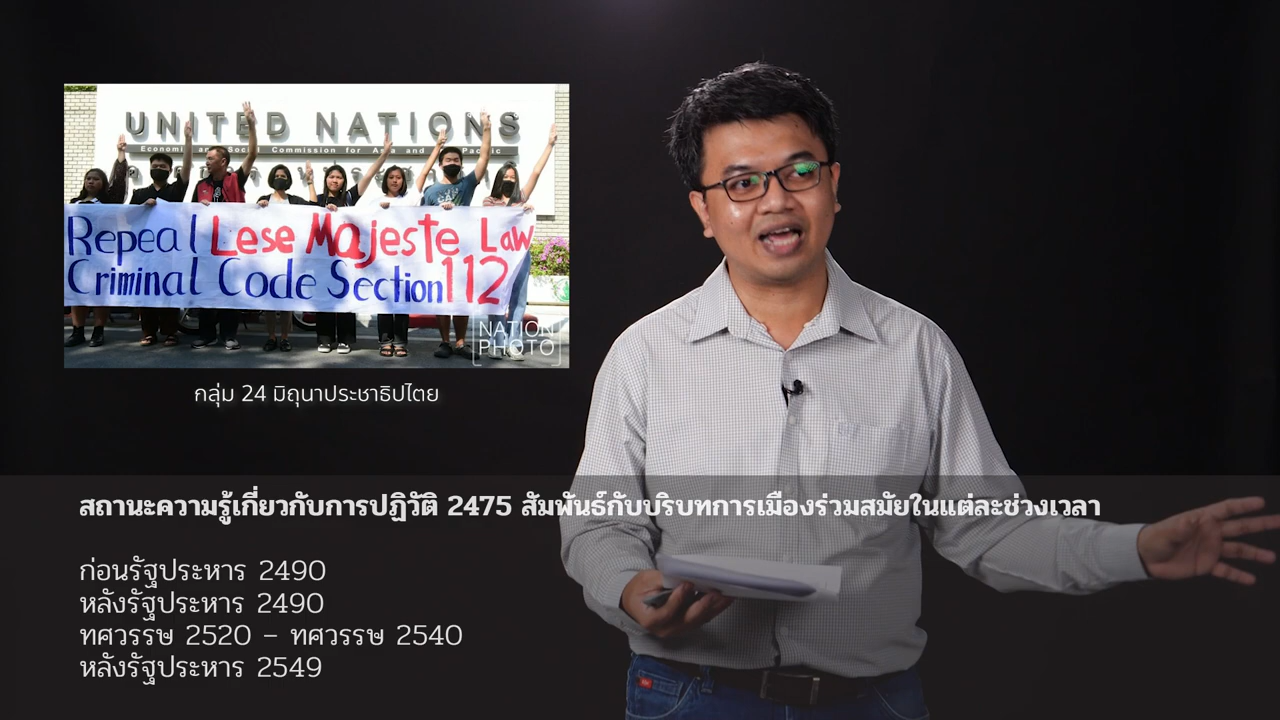 UNITED NATIONS
Economic and Social Commission for Asia and the Pacific
Repeal Lese Majeste Law
Criminal Code Section 112
NATION
PHOTO
กลุ่ม 24 มิถุนาประชาธิปไตย
สถานะความรู้เกี่ยวกับการปฏิวัติ 2475 สัมพันธ์กับบริบทการเมืองร่วมสมัยในแต่ละช่วงเวลา
ก่อนรัฐประหาร 2490
หลังรัฐประหาร 2490
ทศวรรษ 2520 – ทศวรรษ 2540
หลังรัฐประหาร 2549